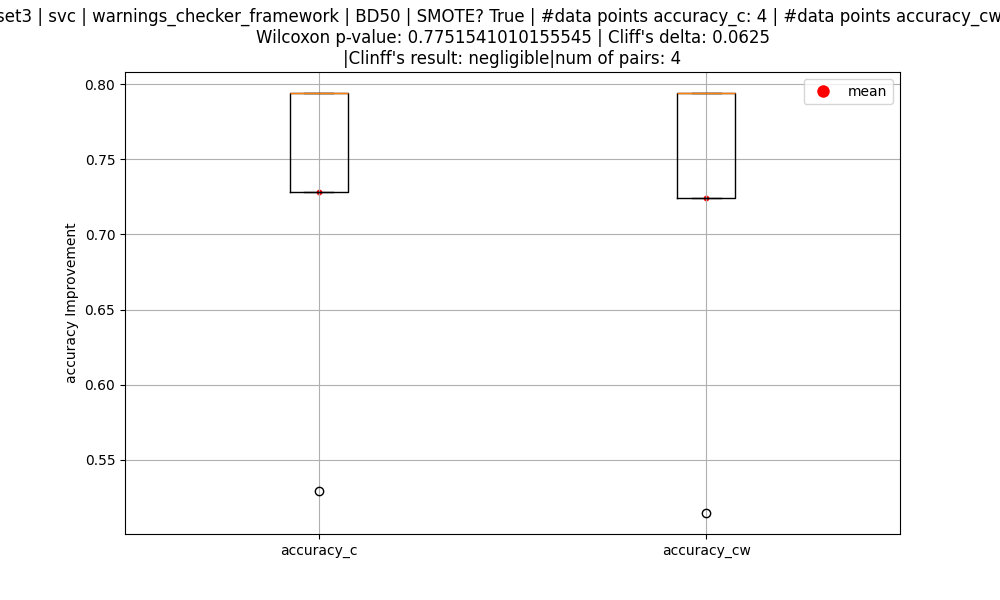 set3 | svc | warnings_checker_framework | BD50 | SMOTE? True | #data points accuracy_c: 4 | #data points accuracy_cw
Wilcoxon p-value: 0.7751541010155545 | Cliff's delta: 0.0625
|Clinff's result: negligible|num of pairs: 4
mean
0.80
0.75
0.70
0.65
0.60
0.55
accuracy Improvement
accuracy_c
accuracy_cw